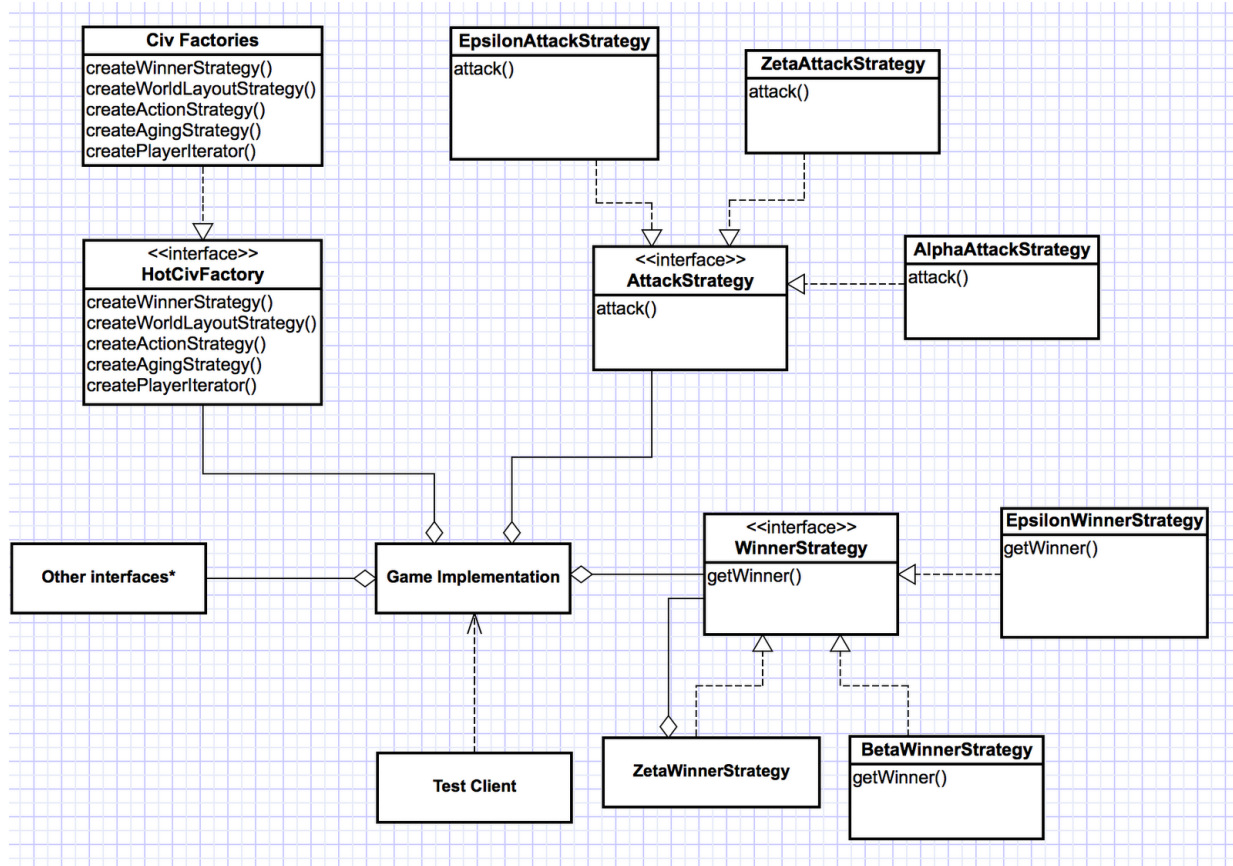 Civ Factories
createWinnerStrategy()
createWorldLayoutStrategy()
createActionStrategy()
createAgingStrategy()
createPlayerIterator()
EpsilonAttackStrategy
attack()
ZetaAttackStrategy
attack()
<<interface>>
HotCivFactory
createWinnerStrategy()
createWorldLayoutStrategy()
createActionStrategy()
createAgingStrategy()
createPlayerIterator()
<<interface>>
AttackStrategy
attack()
AlphaAttackStrategy
attack()
Other interfaces*
Game Implementation
<<interface>>
WinnerStrategy
getWinner()
EpsilonWinnerStrategy
getWinner()
Test Client
ZetaWinnerStrategy
BetaWinnerStrategy
getWinner()